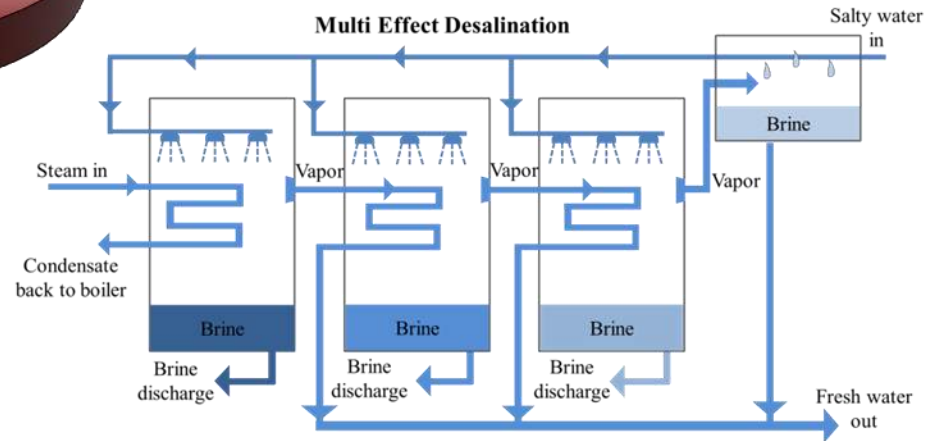 Multi Effect Desalination
Salty water
in
Brine
Steam in
Vapor
Vapor
Vapor
Condensate
back to boiler
Brine
Brine
Brine
Brine
discharge
Brine
discharge
Brine
discharge
Fresh water
out